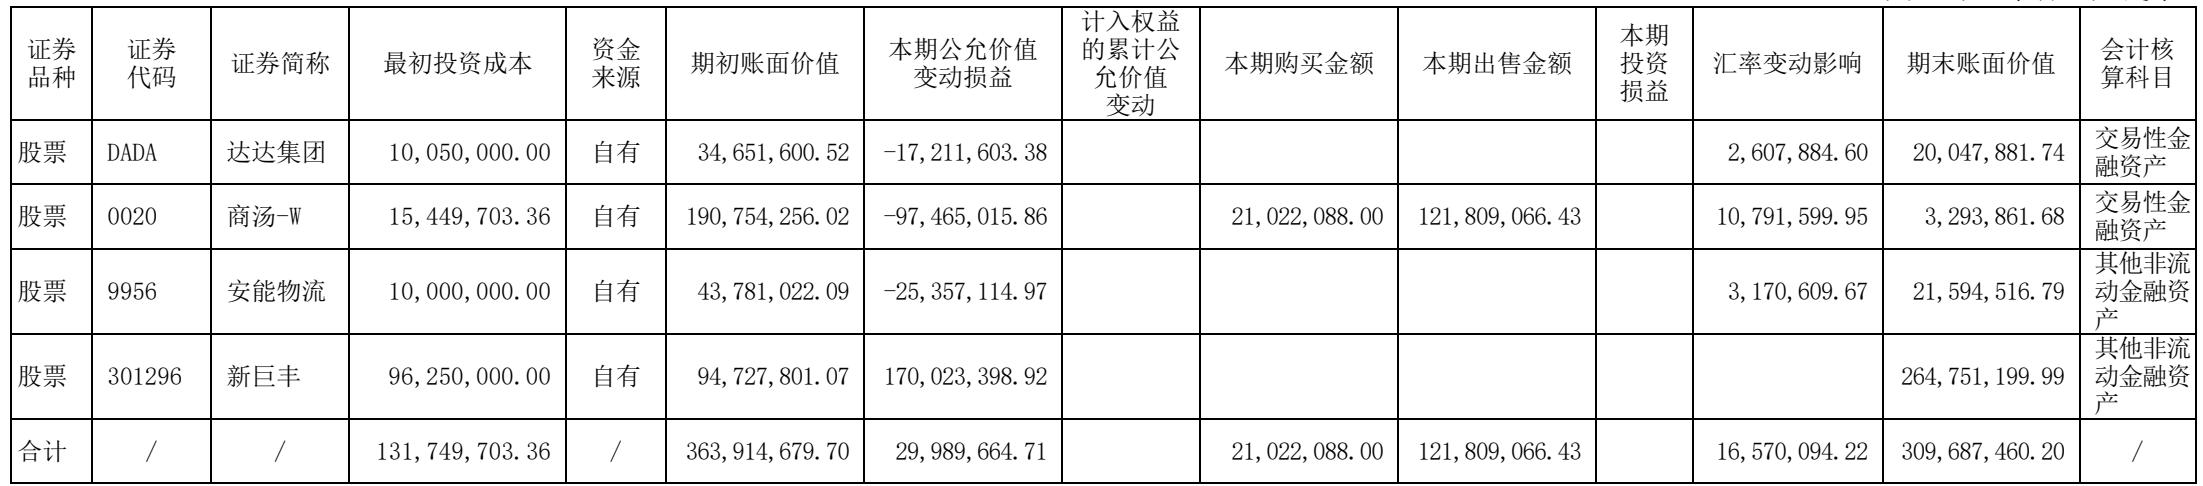 证券品种 证券代码 证券简称 最初投资成本 资金来源 期初账面价值 本期公允价值变动损益 计入权益的累计公允价值变动 本期购买金额 本期出售金额 本期投资损益 汇率变动影响 期末账面价值 会计核算科目
股票 DADA 达达集团 10,050,000.00 自有 34,651,600.52 -17,211,603.38 2,607,884.60 20,047,881.74 交易性金融资产
股票 0020 商汤-W 15,449,703.36 自有 190,754,256.02 -97,465,015.86 21,022,088.00 121,809,066.43 10,791,599.95 3,293,861.68 交易性金融资产
股票 9956 安能物流 10,000,000.00 自有 43,781,022.09 -25,357,114.97 3,170,609.67 21,594,516.79 其他非流动金融资产
股票 301296 新巨丰 96,250,000.00 自有 94,727,801.07 170,023,398.92 264,751,199.99 其他非流动金融资产
合计 / / 131,749,703.36 / 363,914,679.70 29,989,664.71 21,022,088.00 121,809,066.43 16,570,094.22 309,687,460.20 /